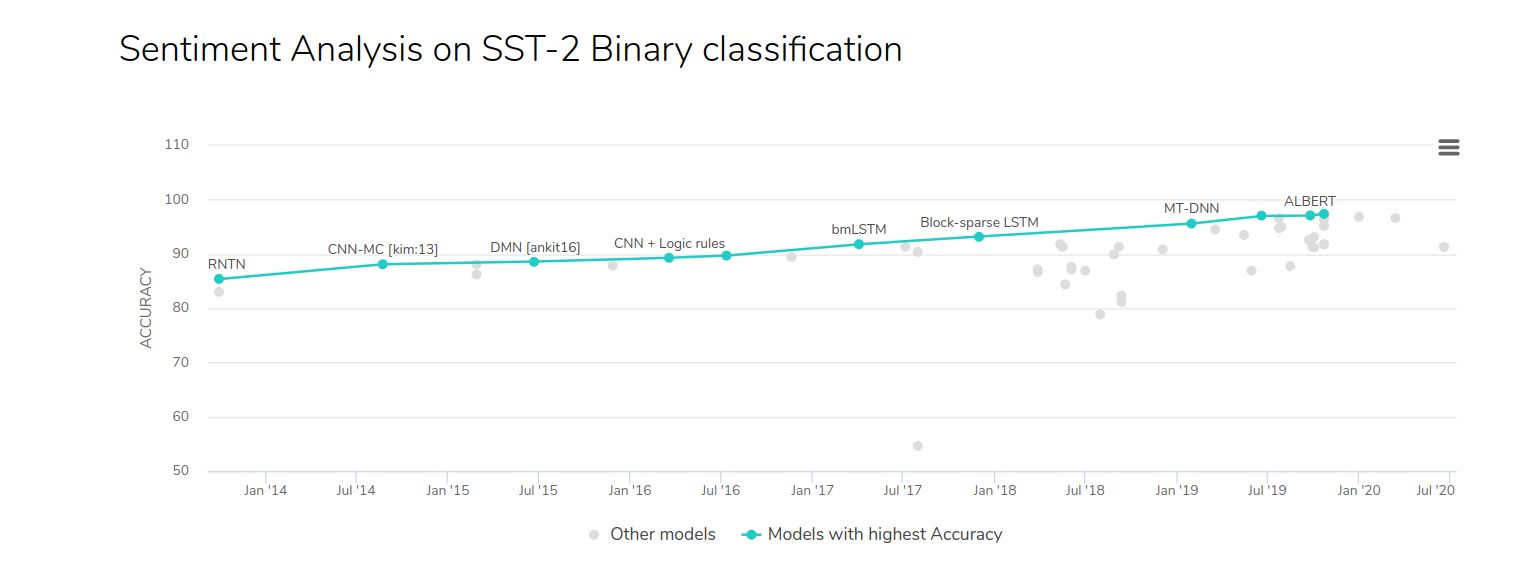 Sentiment Analysis on SST-2 Binary classification
110
100
90
80
70
60
50
ACCURACY
RNTN
CNN-MC [kim:13]
DMN [ankit16]
CNN + Logic rules
bmLSTM
Block-sparse LSTM
MT-DNN
ALBERT
Jan '14
Jul '14
Jan '15
Jul '15
Jan '16
Jul '16
Jan '17
Jul '17
Jan '18
Jul '18
Jan '19
Jul '19
Jan '20
Jul '20
Other models
Models with highest Accuracy